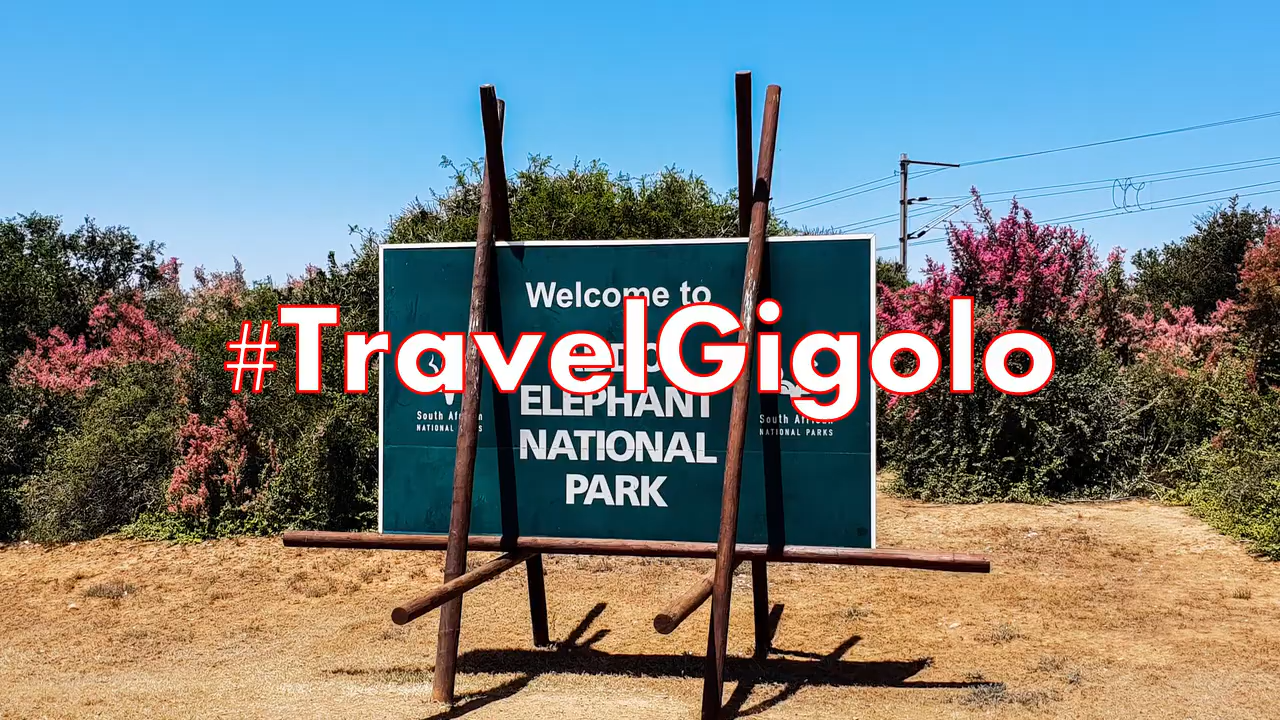 Welcome to
#TravelGigolo
ELEPHANT
NATIONAL
PARK
South African
NATIONAL PARKS
South African
NATIONAL PARKS